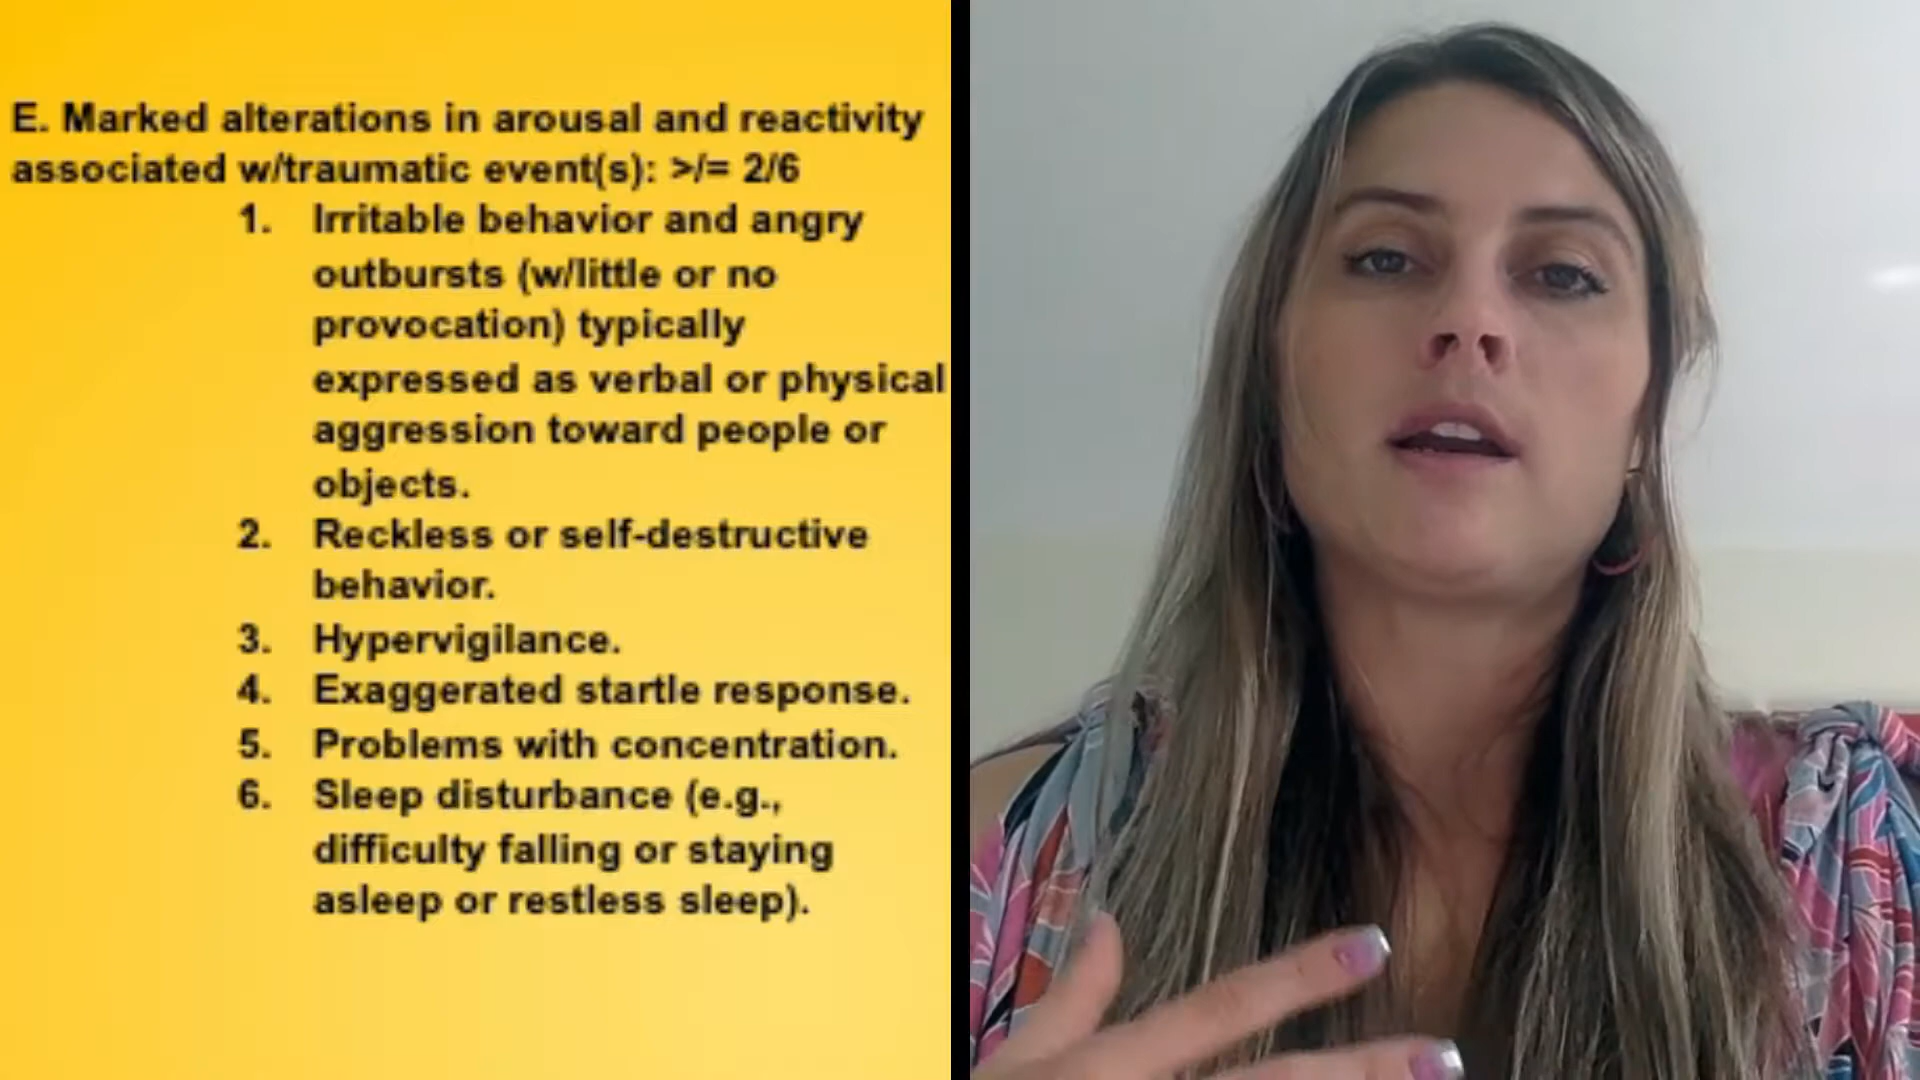 E. Marked alterations in arousal and reactivity
associated w/traumatic event(s): >/= 2/6
1. Irritable behavior and angry
outbursts (w/little or no
provocation) typically
expressed as verbal or physical
aggression toward people or
objects.
2. Reckless or self-destructive
behavior.
3. Hypervigilance.
4. Exaggerated startle response.
5. Problems with concentration.
6. Sleep disturbance (e.g.,
difficulty falling or staying
asleep or restless sleep).